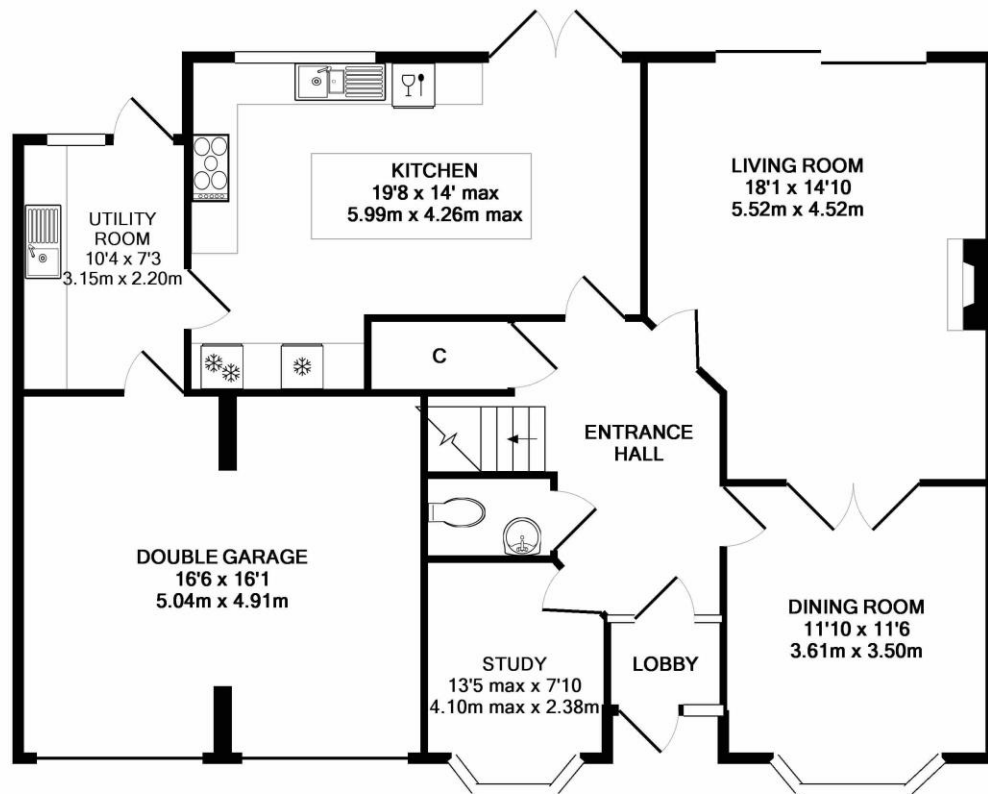 KITCHEN
19'8 x 14' max
5.99m x 4.26m max
LIVING ROOM
18'1 x 14'10
5.52m x 4.52m
UTILITY
ROOM
10'4 x 7'3
3.15m x 2.20m
C
ENTRANCE
HALL
DOUBLE GARAGE
16'6 x 16'1
5.04m x 4.91m
STUDY
13'5 max x 7'10
4.10m max x 2.38m
LOBBY
DINING ROOM
11'10 x 11'6
3.61m x 3.50m